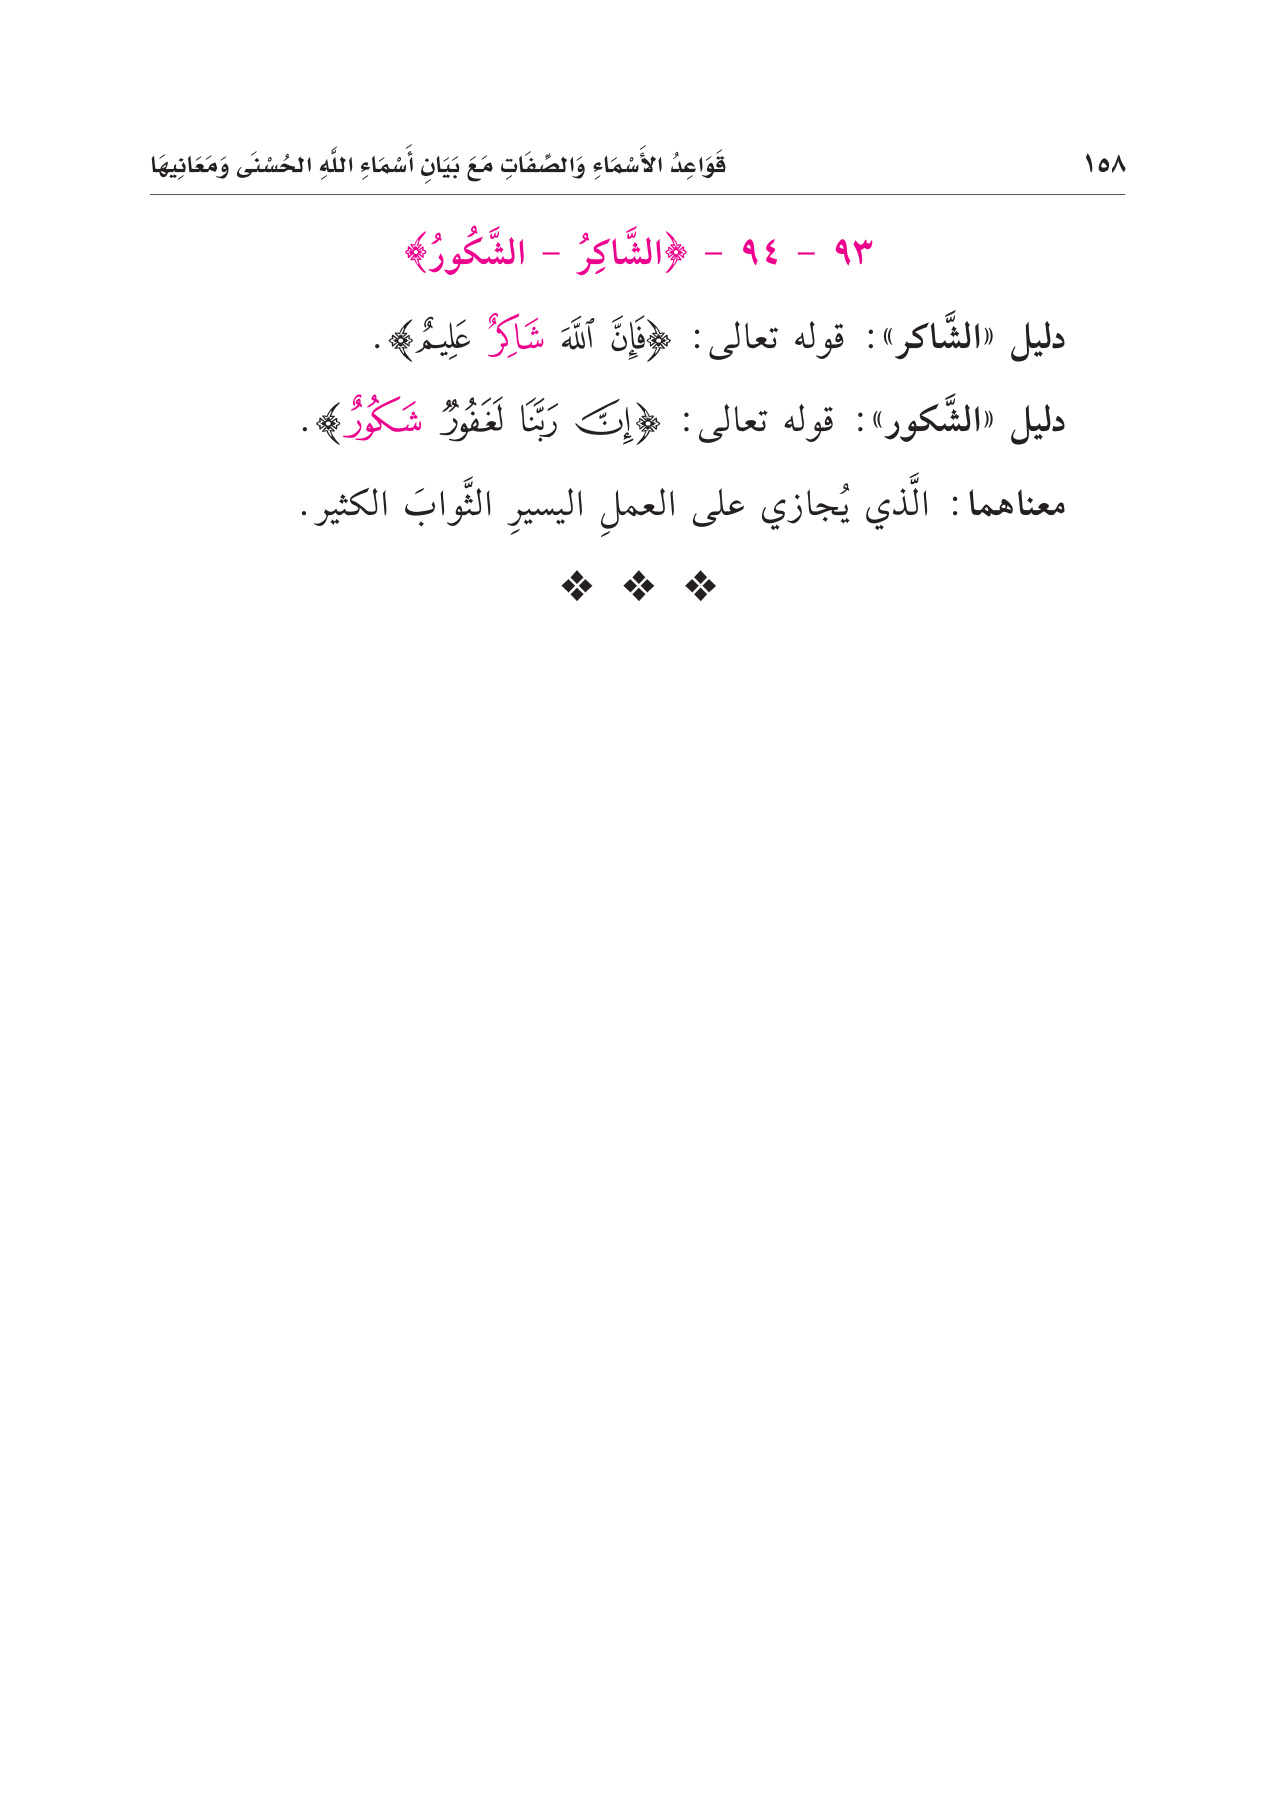 ١٥٨ قَوَاعِدُ الأَسْمَاءِ وَالصِّفَاتِ مَعَ بَيَانِ أَسْمَاءِ اللَّهِ الحُسْنَى وَمَعَانِيهَا
٩٣ - ٩٤ - ﴿الشَّاكِرُ - الشَّكُورُ﴾
دليل «الشَّاكر»: قوله تعالى: ﴿فَإِنَّ ٱللَّهَ شَاكِرٌ عَلِيمٌ﴾.
دليل «الشَّكور»: قوله تعالى: ﴿إِنَّ رَبَّنَا لَغَفُورٌ شَكُورٌ﴾.
معناهما: الَّذي يُجازي على العملِ اليسيرِ الثَّوابَ الكثير.